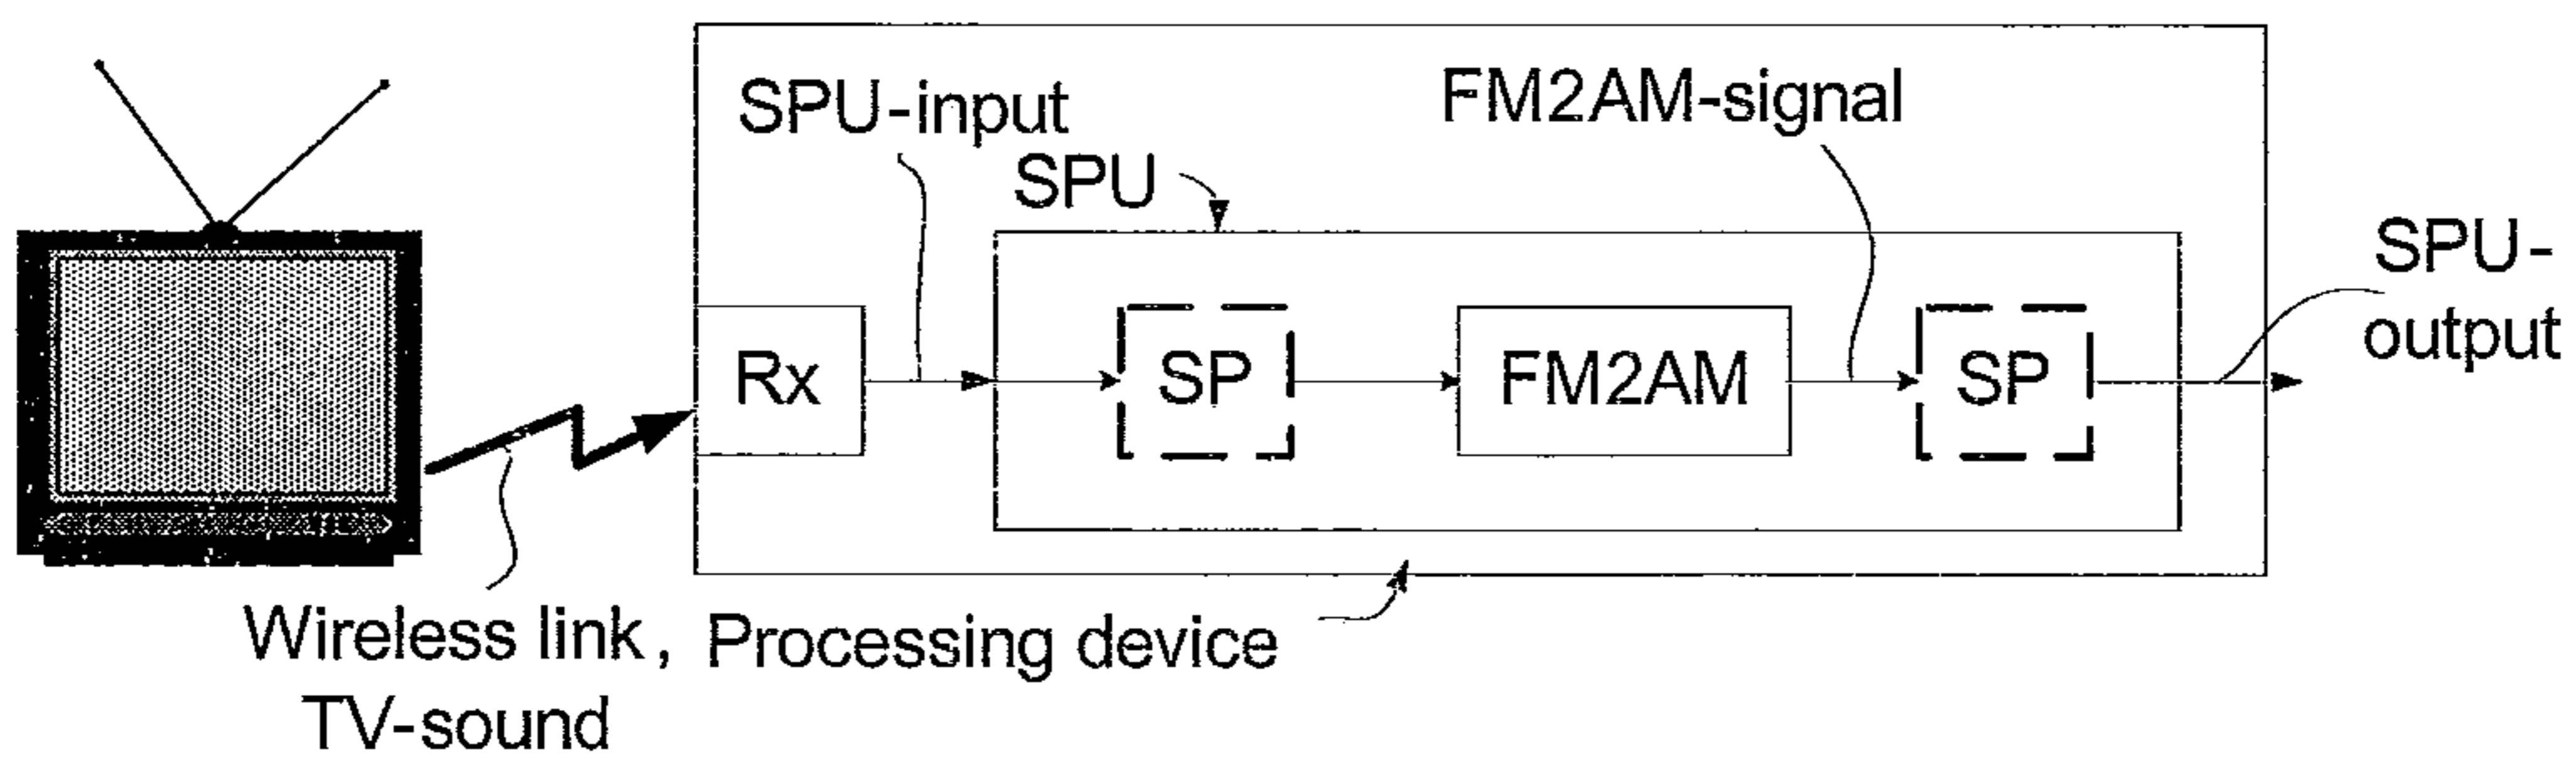 SPU-input
FM2AM-signal
SPU
SPU-
output
Rx
SP
FM2AM
SP
Wireless link,
TV-sound
Processing device